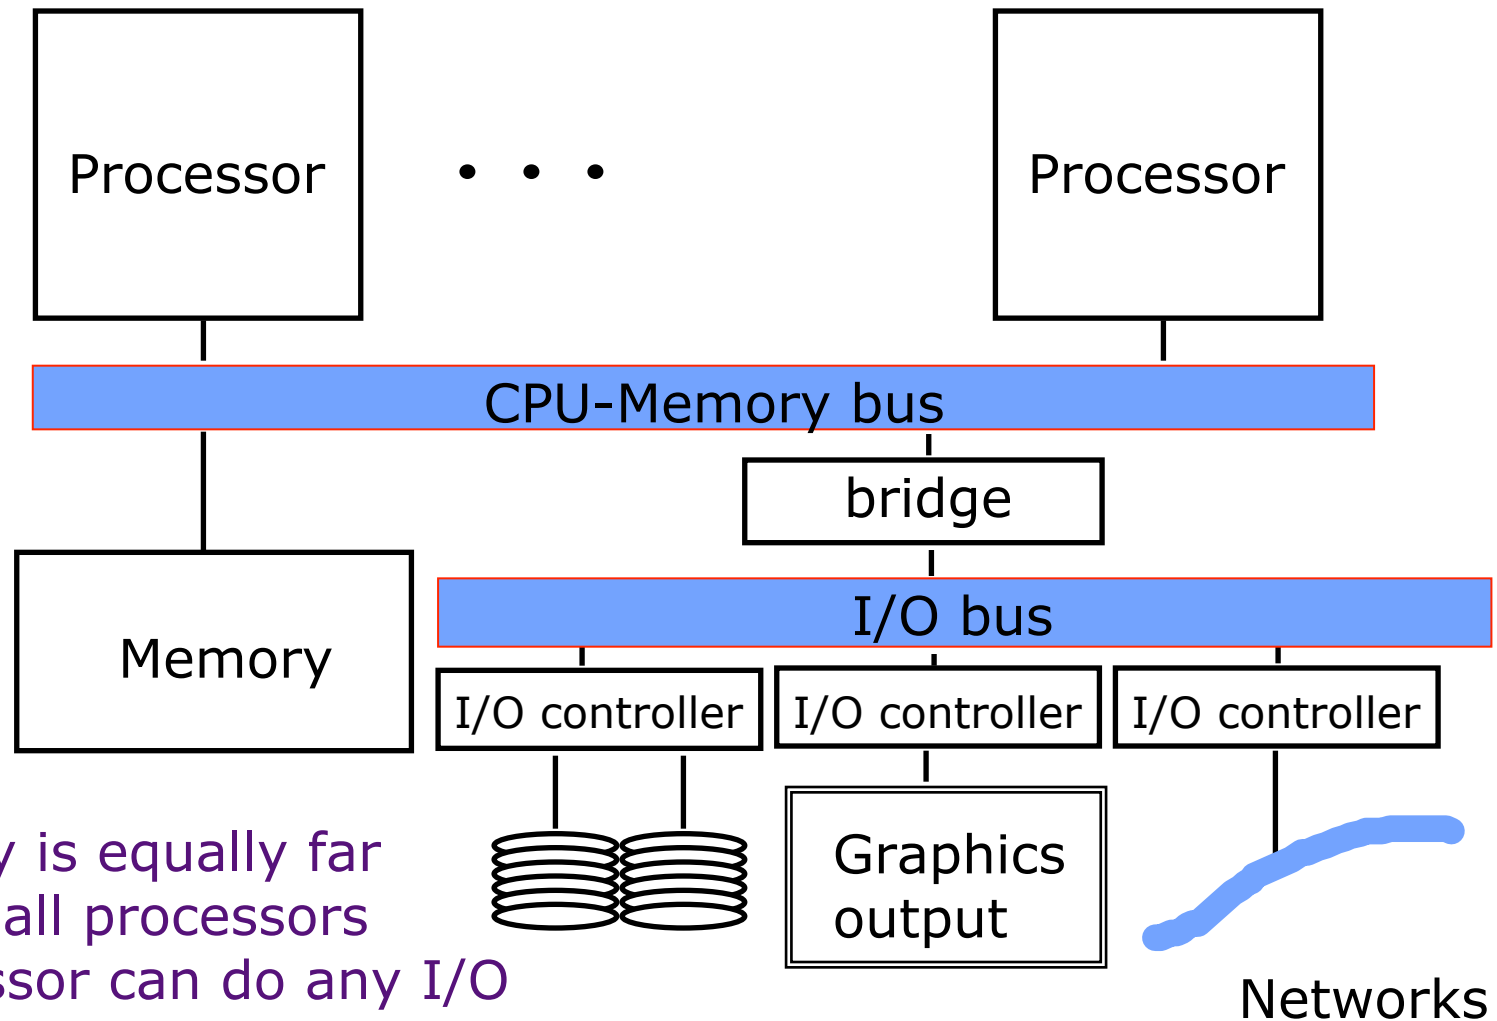 Processor
. . .
Processor
CPU-Memory bus
bridge
I/O bus
Memory
I/O controller
I/O controller
I/O controller
y is equally far
all processors
ssor can do any I/O
Graphics
output
Networks